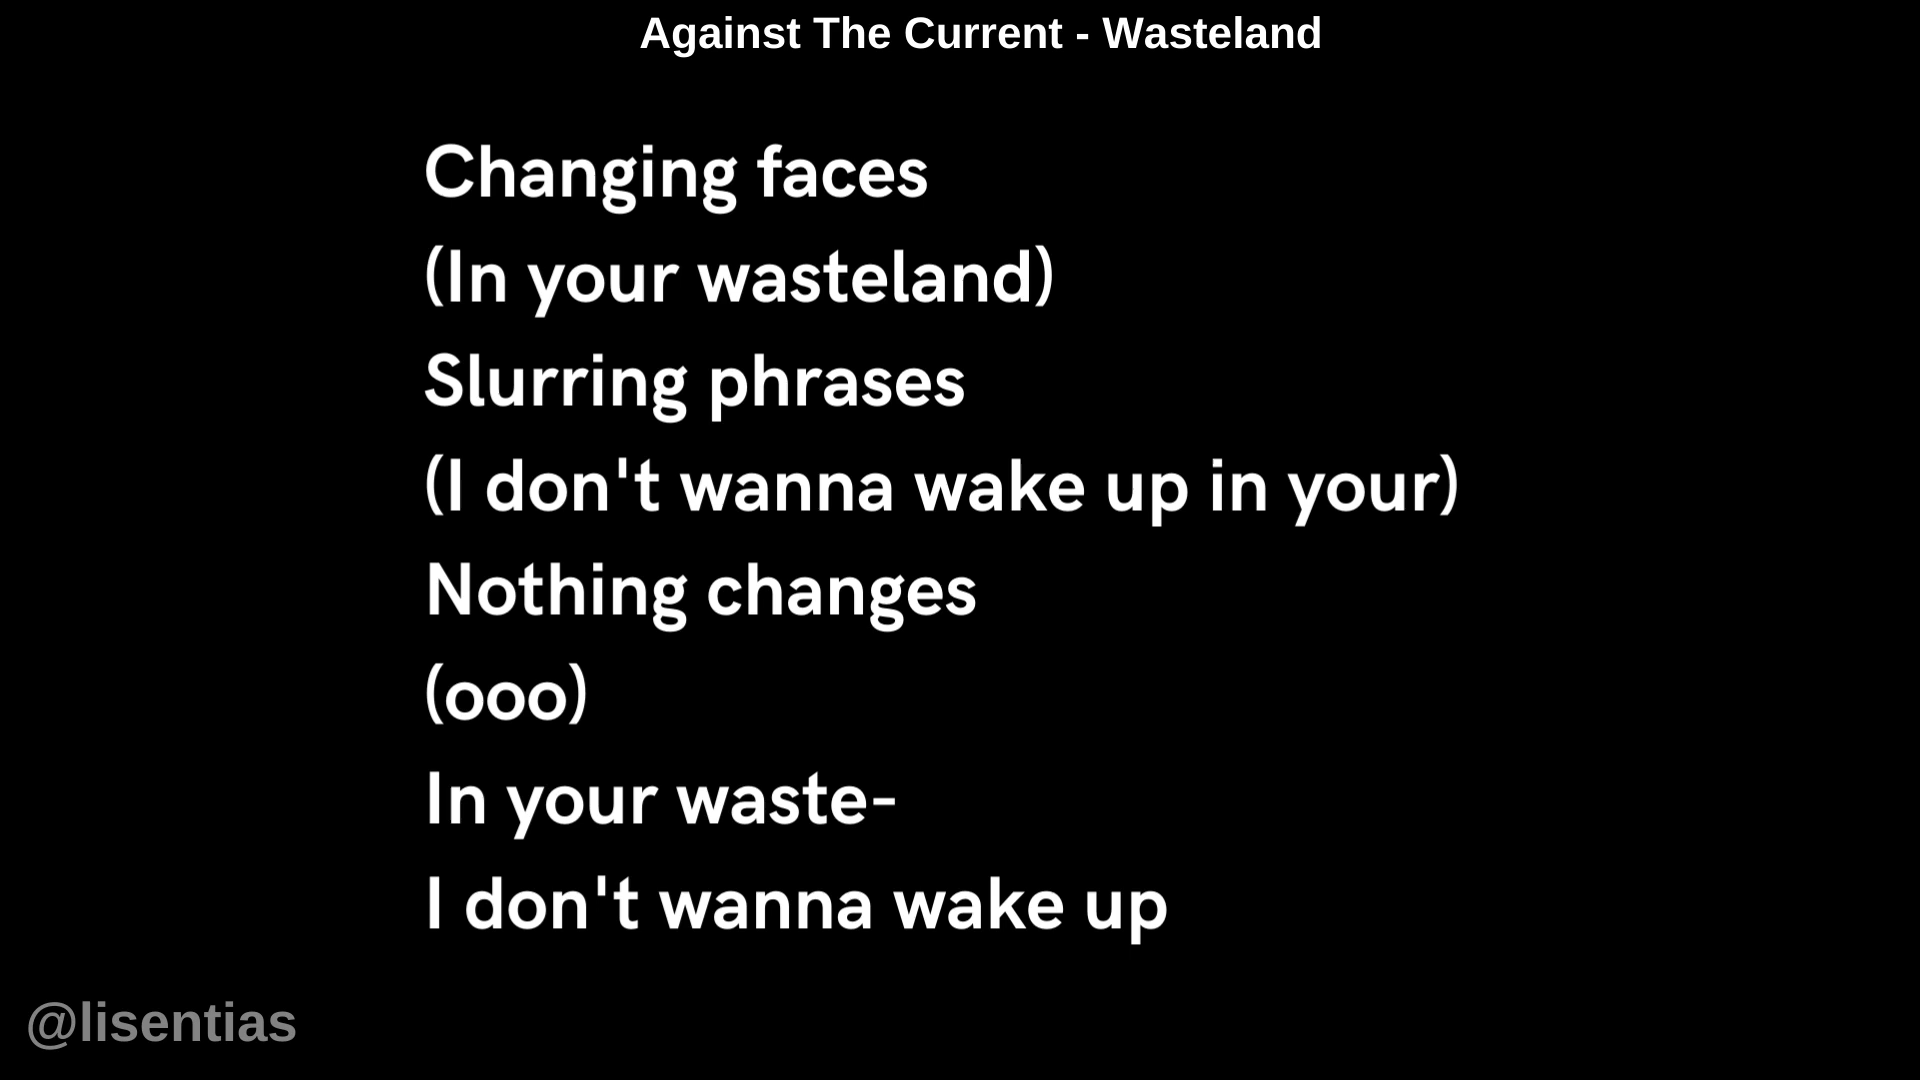 Against The Current - Wasteland
Changing faces
(In your wasteland)
Slurring phrases
(I don't wanna wake up in your)
Nothing changes
(ooo)
In your waste-
I don't wanna wake up
@lisentias